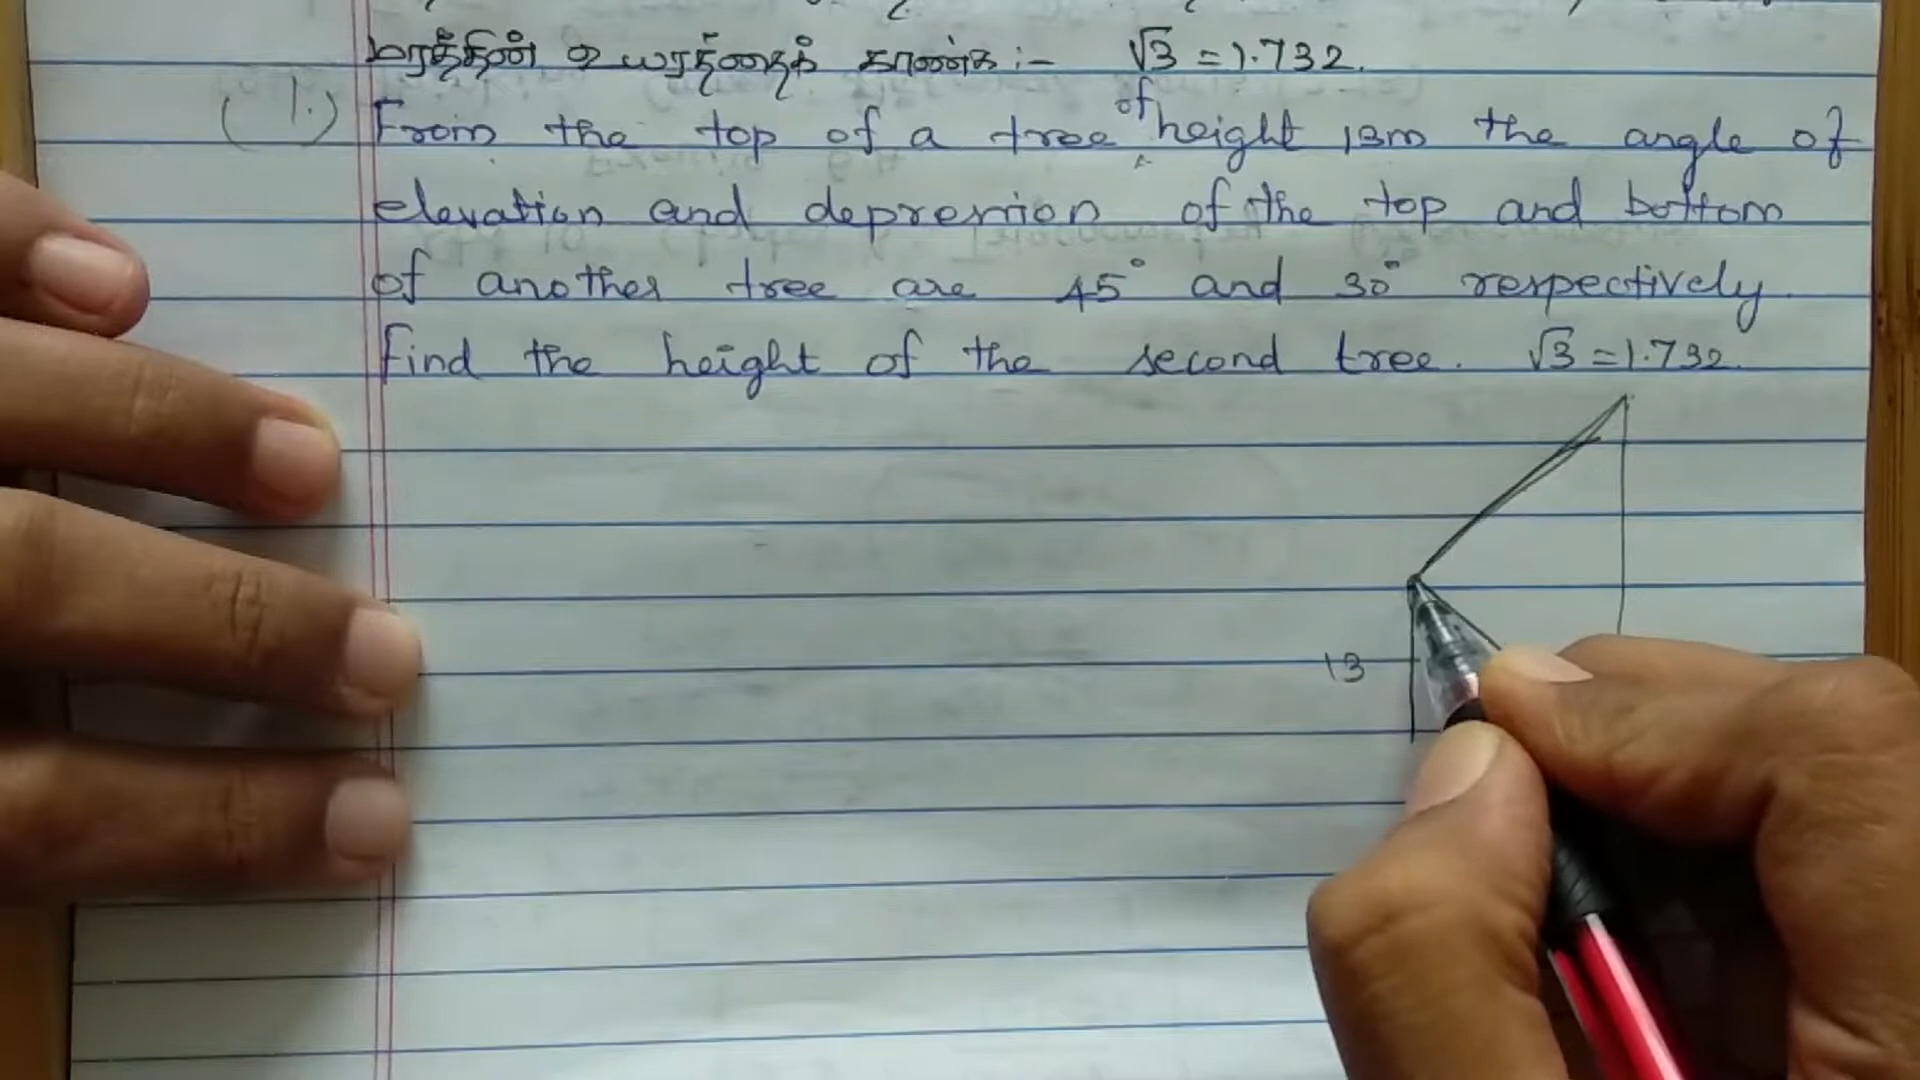 மரத்தின் உயரத்தைக் காண்க :- √3 = 1.732.
(1.) From the top of a tree of height 13m the angle of
elevation and depression of the top and bottom
of another tree are 45° and 30° respectively.
Find the height of the second tree. √3 = 1.732.
13